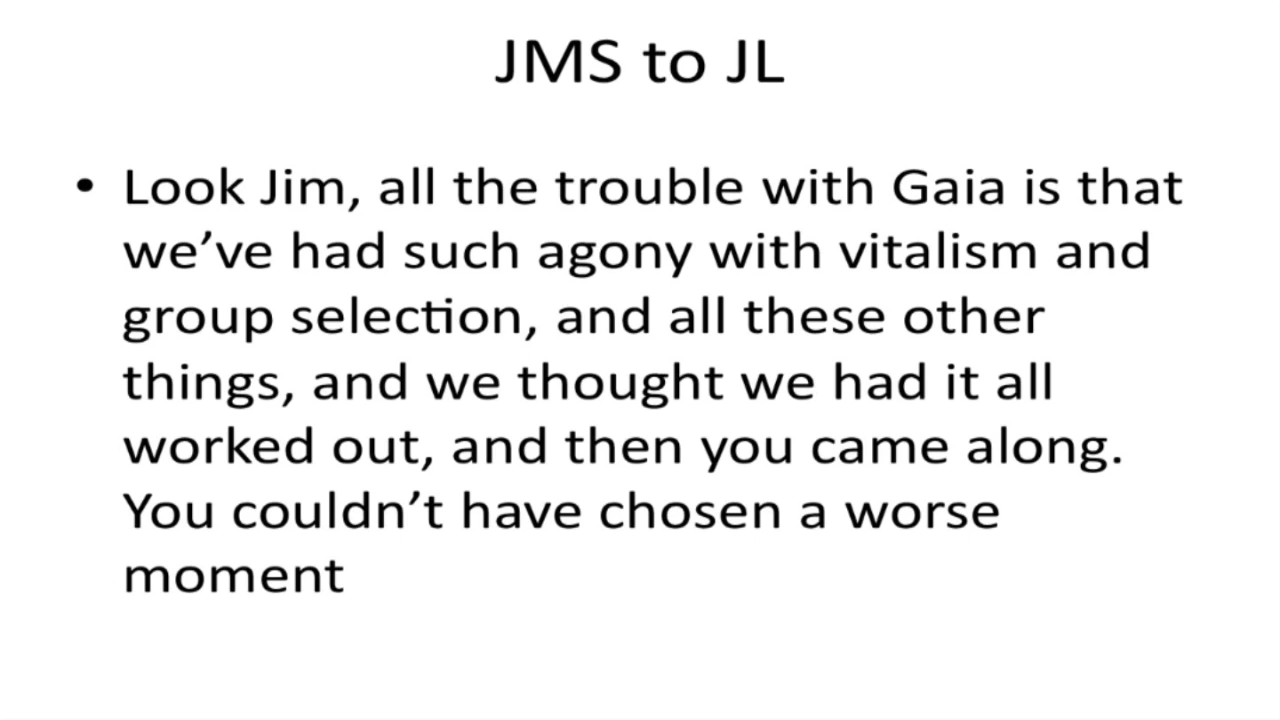 JMS to JL
• Look Jim, all the trouble with Gaia is that
we’ve had such agony with vitalism and
group selection, and all these other
things, and we thought we had it all
worked out, and then you came along.
You couldn’t have chosen a worse
moment